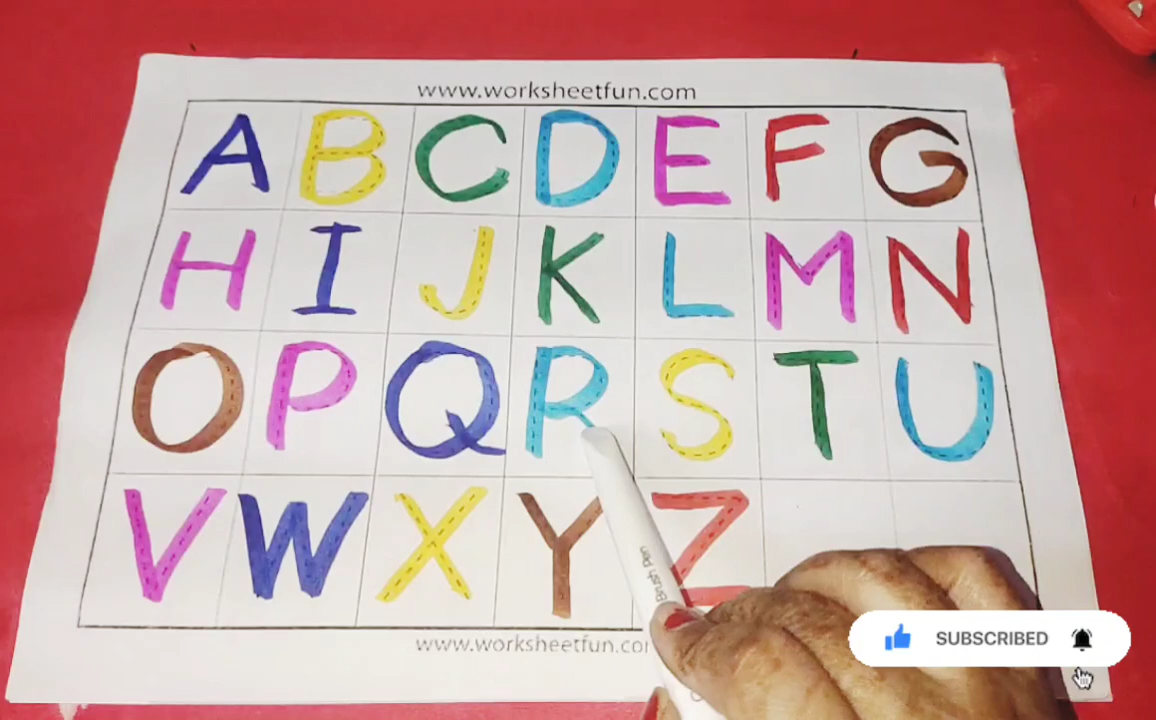 www.worksheetfun.com
A B C D E F G
H I J K L M N
O P Q R S T U
V W X Y Z
Brush Pen
www.worksheetfun.com
SUBSCRIBED